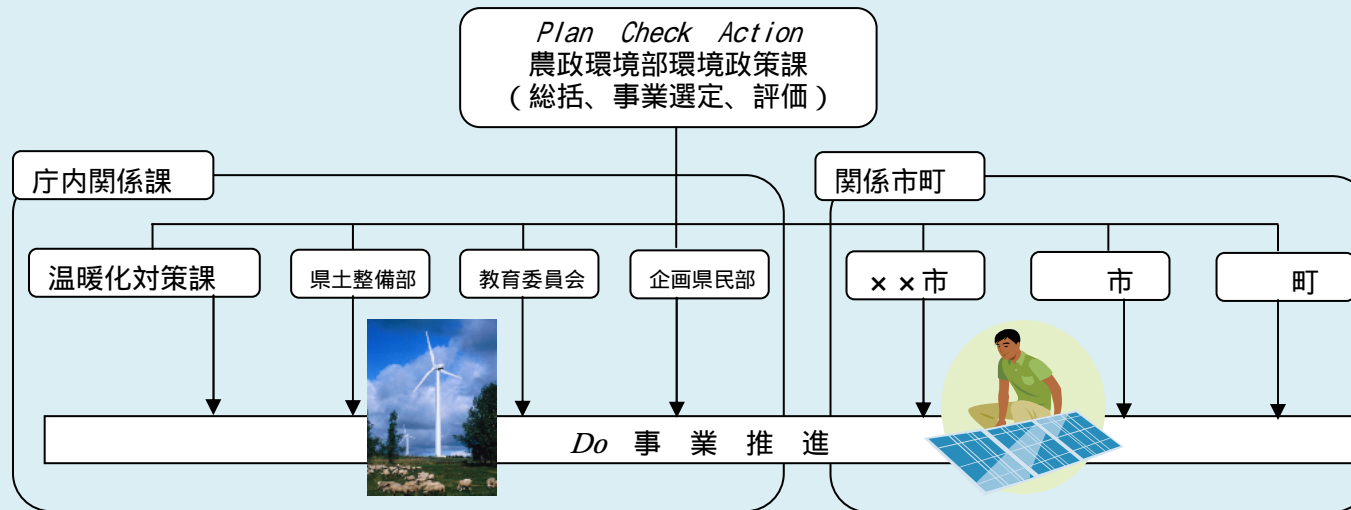 Plan Check Action
農政環境部環境政策課
(総括、事業選定、評価)
庁内関係課
関係市町
温暖化対策課
県土整備部
教育委員会
企画県民部
××市
市
町
Do 事業推進